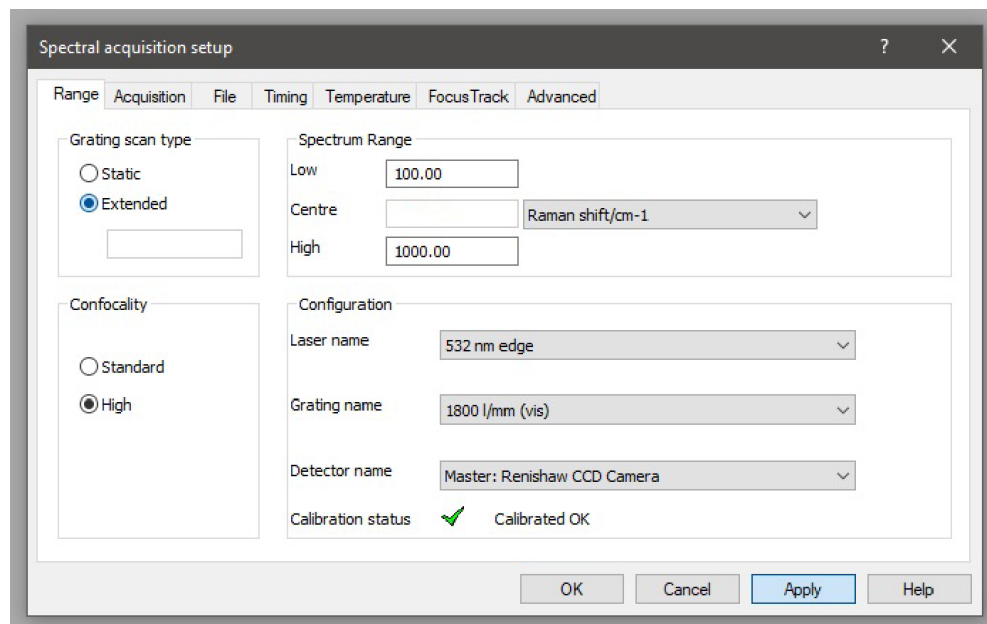 Spectral acquisition setup ?
Range Acquisition File Timing Temperature FocusTrack Advanced
Grating scan type
Static
Extended
Spectrum Range
Low 100.00
Centre Raman shift/cm-1
High 1000.00
Confocality
Standard
High
Configuration
Laser name 532 nm edge
Grating name 1800 l/mm (vis)
Detector name Master: Renishaw CCD Camera
Calibration status Calibrated OK
OK Cancel Apply Help